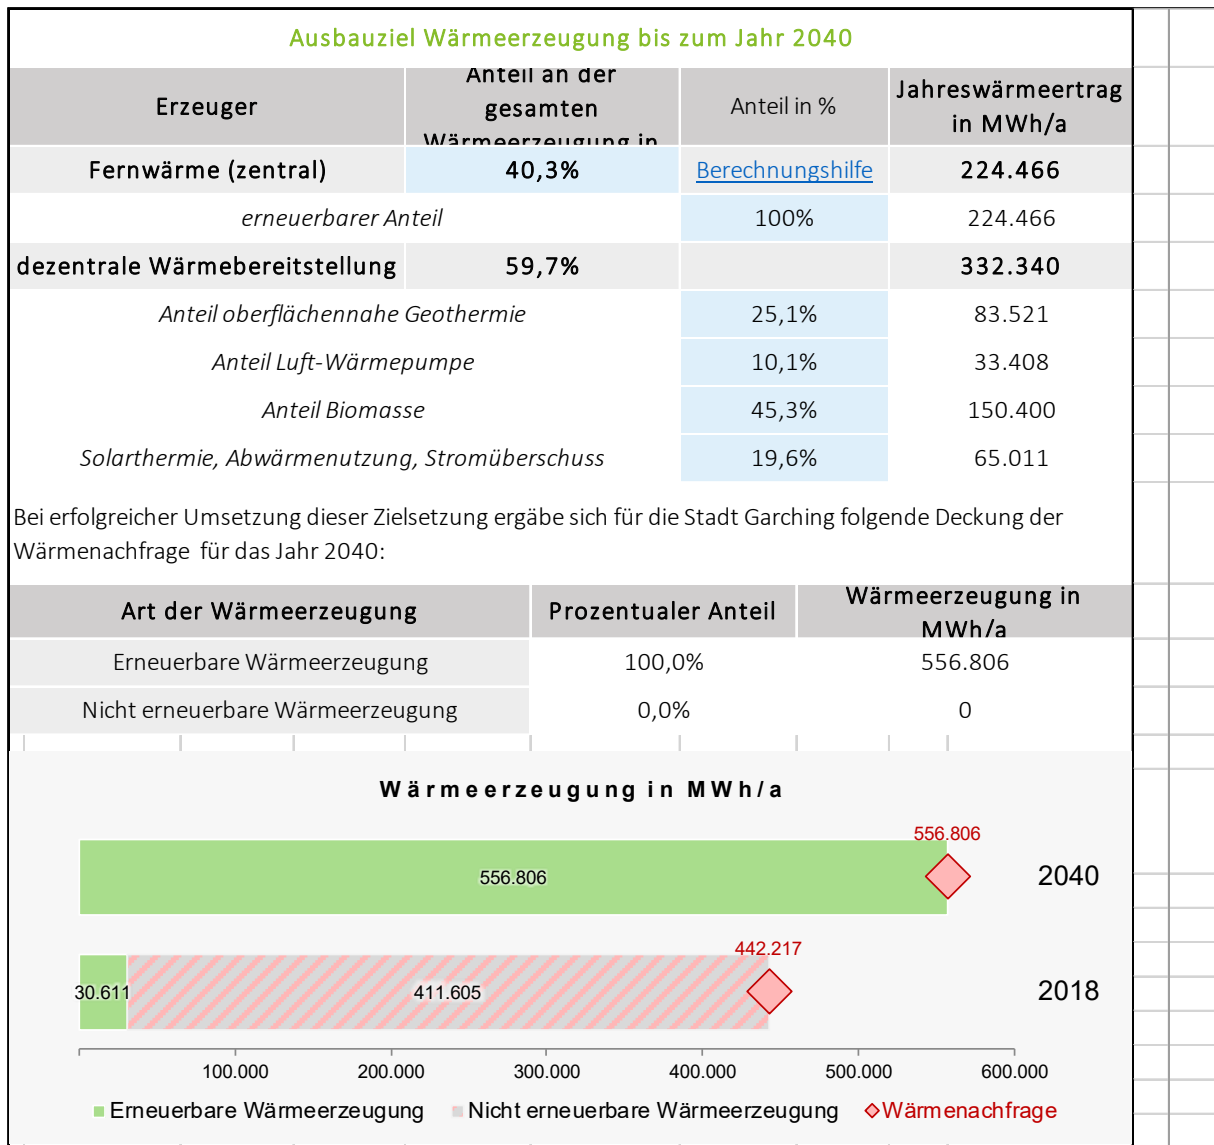 Ausbauziel Wärmeerzeugung bis zum Jahr 2040
Erzeuger
Anteil an der
gesamten
Wärmeerzeugung in
Anteil in %
Jahreswärmeertrag
in MWh/a
Fernwärme (zentral) 40,3% Berechnungshilfe 224.466
erneuerbarer Anteil 100% 224.466
dezentrale Wärmebereitstellung 59,7% 332.340
Anteil oberflächennahe Geothermie 25,1% 83.521
Anteil Luft-Wärmepumpe 10,1% 33.408
Anteil Biomasse 45,3% 150.400
Solarthermie, Abwärmenutzung, Stromüberschuss 19,6% 65.011
Bei erfolgreicher Umsetzung dieser Zielsetzung ergäbe sich für die Stadt Garching folgende Deckung der
Wärmenachfrage für das Jahr 2040:
Art der Wärmeerzeugung
Prozentualer Anteil
Wärmeerzeugung in
MWh/a
Erneuerbare Wärmeerzeugung 100,0% 556.806
Nicht erneuerbare Wärmeerzeugung 0,0% 0
Wärmeerzeugung in MWh/a
556.806
556.806 2040
442.217
30.611 411.605 2018
100.000 200.000 300.000 400.000 500.000 600.000
Erneuerbare Wärmeerzeugung Nicht erneuerbare Wärmeerzeugung Wärmenachfrage